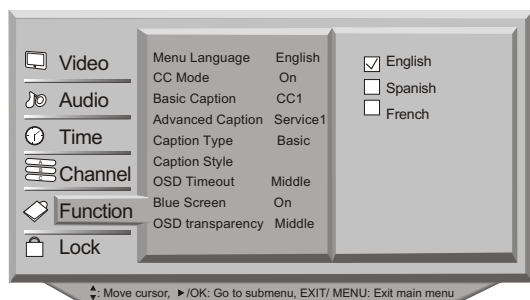 Video
Audio
Time
Channel
Function
Lock
Menu Language English
CC Mode On
Basic Caption CC1
Advanced Caption Service1
Caption Type Basic
Caption Style
OSD Timeout Middle
Blue Screen On
OSD transparency Middle
English
Spanish
French
: Move cursor, ▶/OK: Go to submenu, EXIT/ MENU: Exit main menu